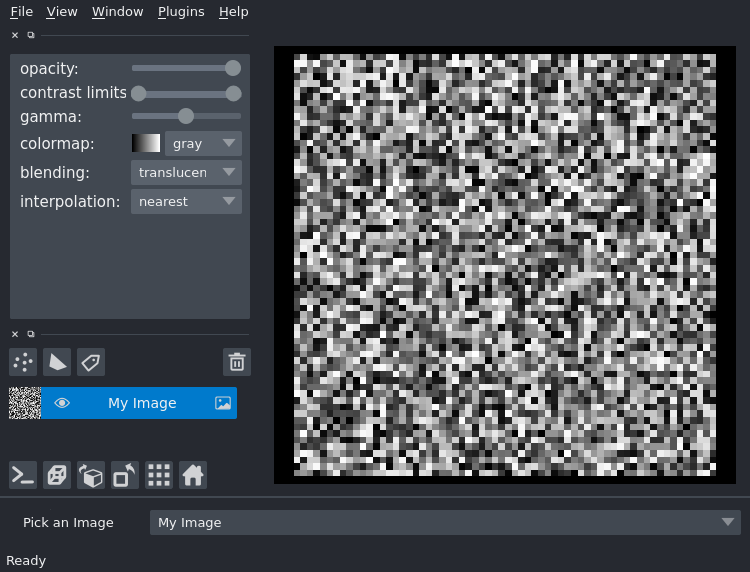 File View Window Plugins Help
opacity:
contrast limits
gamma:
colormap: gray
blending: translucen
interpolation: nearest
My Image
Pick an Image My Image
Ready